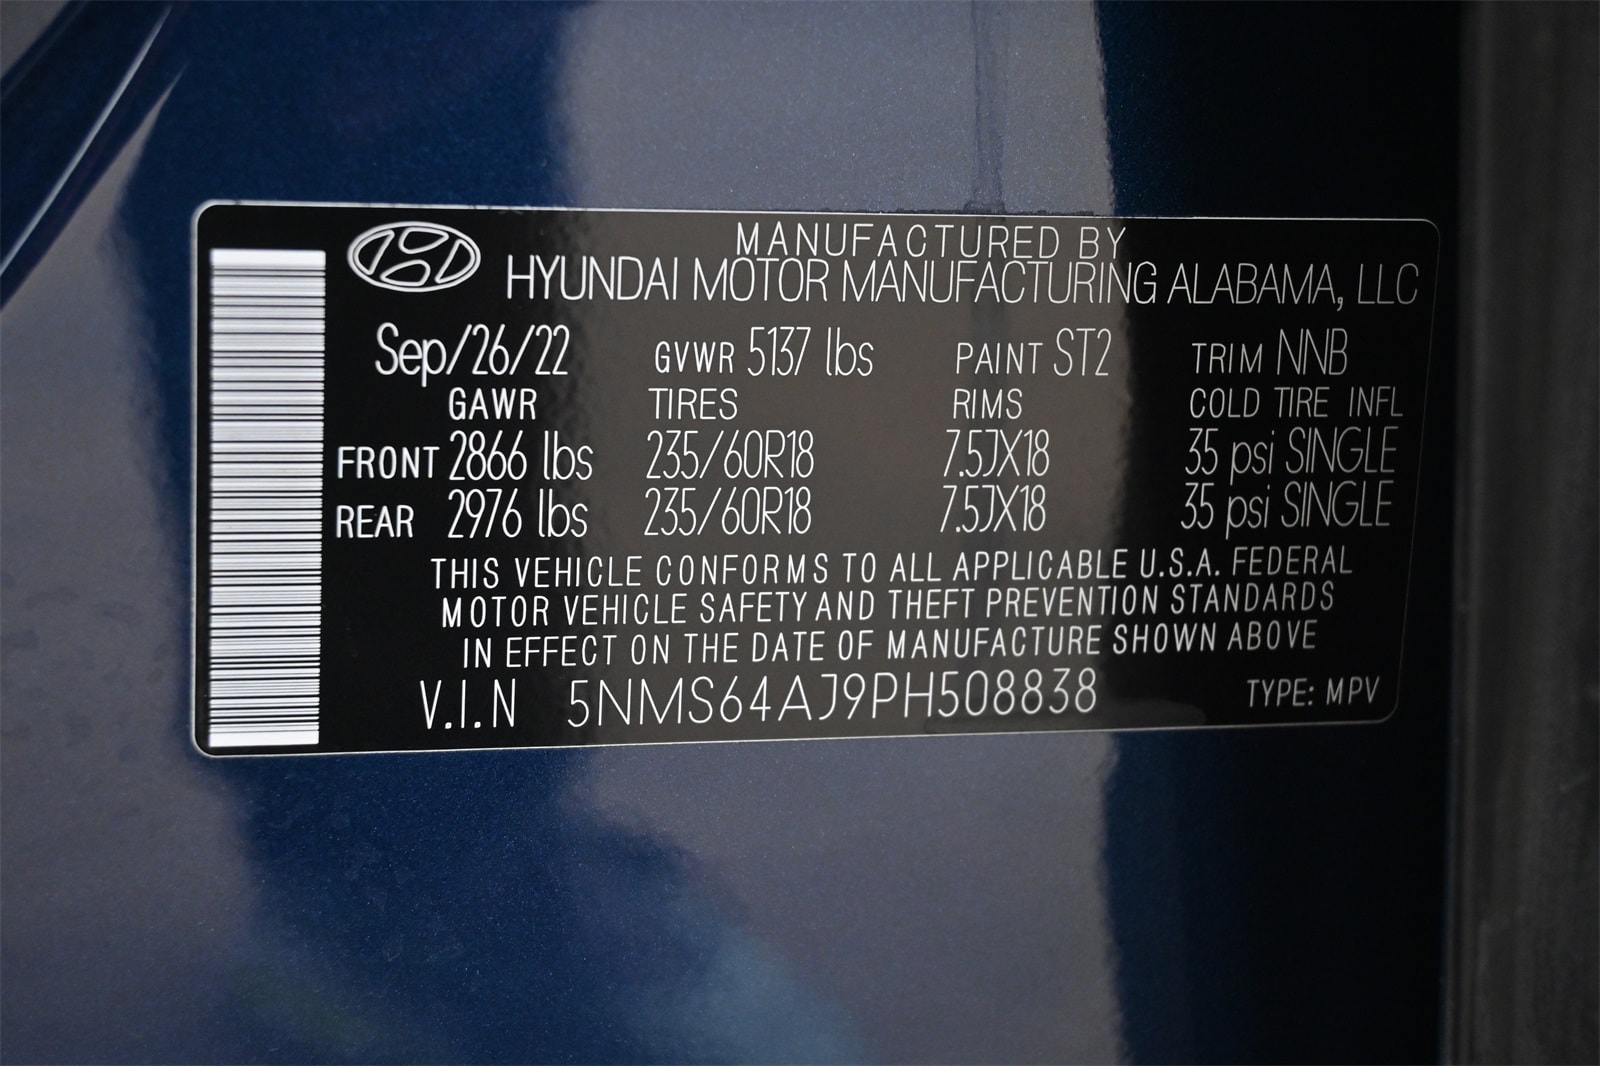 MANUFACTURED BY
HYUNDAI MOTOR MANUFACTURING ALABAMA, LLC
Sep/26/22 GVWR 5137 lbs PAINT ST2 TRIM NNB
GAWR TIRES RIMS COLD TIRE INFL
FRONT 2866 lbs 235/60R18 7.5JX18 35 psi SINGLE
REAR 2976 lbs 235/60R18 7.5JX18 35 psi SINGLE
THIS VEHICLE CONFORMS TO ALL APPLICABLE U.S.A. FEDERAL
MOTOR VEHICLE SAFETY AND THEFT PREVENTION STANDARDS
IN EFFECT ON THE DATE OF MANUFACTURE SHOWN ABOVE
V.I.N 5NMS64AJ9PH508838 TYPE: MPV